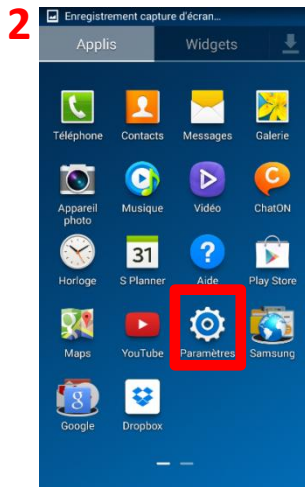 2
Enregistrement capture d'écran...
Applis Widgets
Téléphone Contacts Messages Galerie
Appareil photo Musique Vidéo ChatON
31
Horloge S Planner Aide Play Store
Maps YouTube Paramètres Samsung
8
Google Dropbox